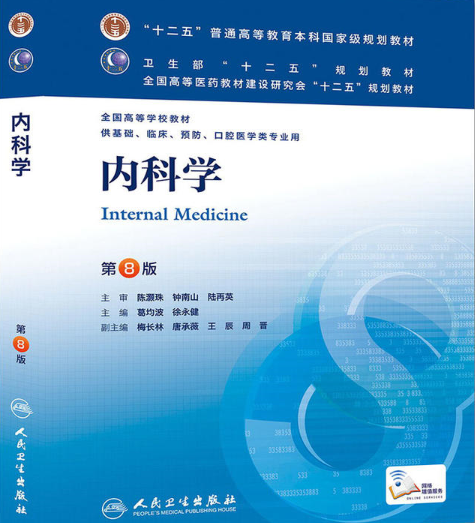 "十二五"普通高等教育本科国家级规划教材
卫生部"十二五"规划教材
全国高等医药教材建设研究会"十二五"规划教材
全国高等学校教材
供基础、临床、预防、口腔医学类专业用
内科学
Internal Medicine
第8版
主审 陈灏珠 钟南山 陆再英
主编 葛均波 徐永健
副主编 梅长林 唐承薇 王辰 周晋
网络
增值服务
人民卫生出版社
PEOPLE'S MEDICAL PUBLISHING HOUSE
内科学
第8版
人民卫生出版社